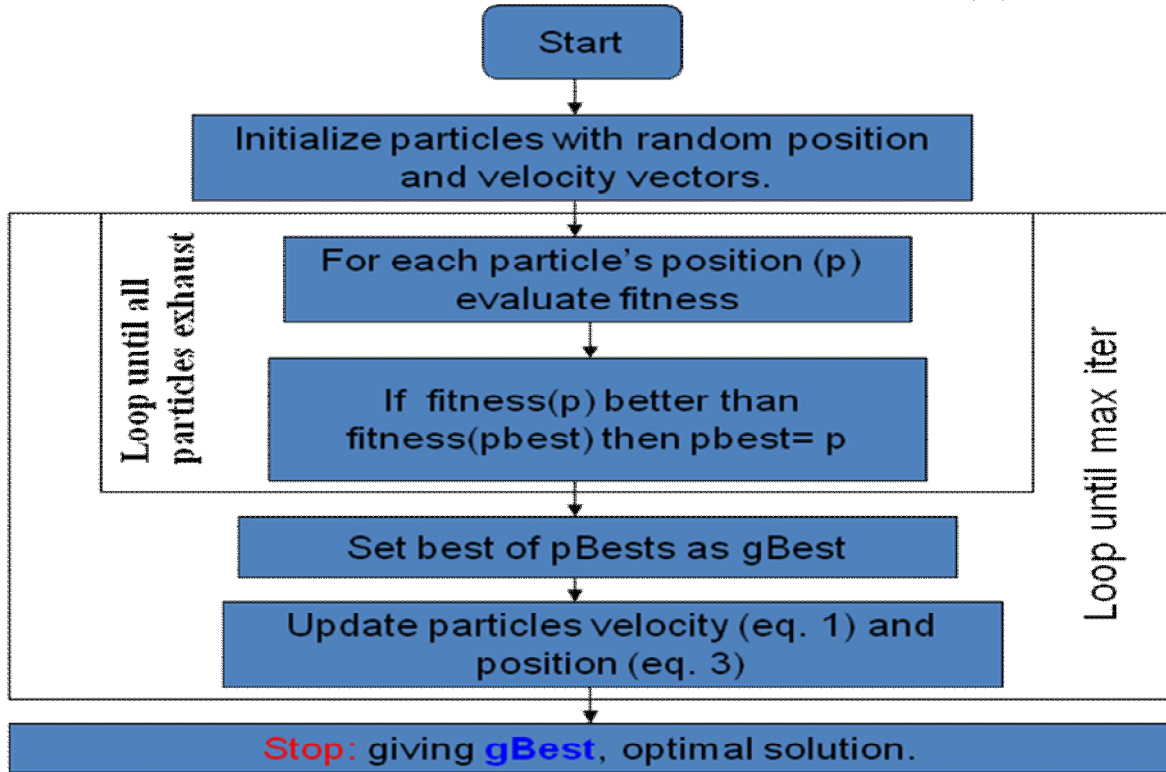 Start
Initialize particles with random position
and velocity vectors.
Loop until all
particles exhaust
For each particle's position (p)
evaluate fitness
If fitness(p) better than
fitness(pbest) then pbest= p
Set best of pBests as gBest
Update particles velocity (eq. 1) and
position (eq. 3)
Loop until max iter
Stop: giving gBest, optimal solution.